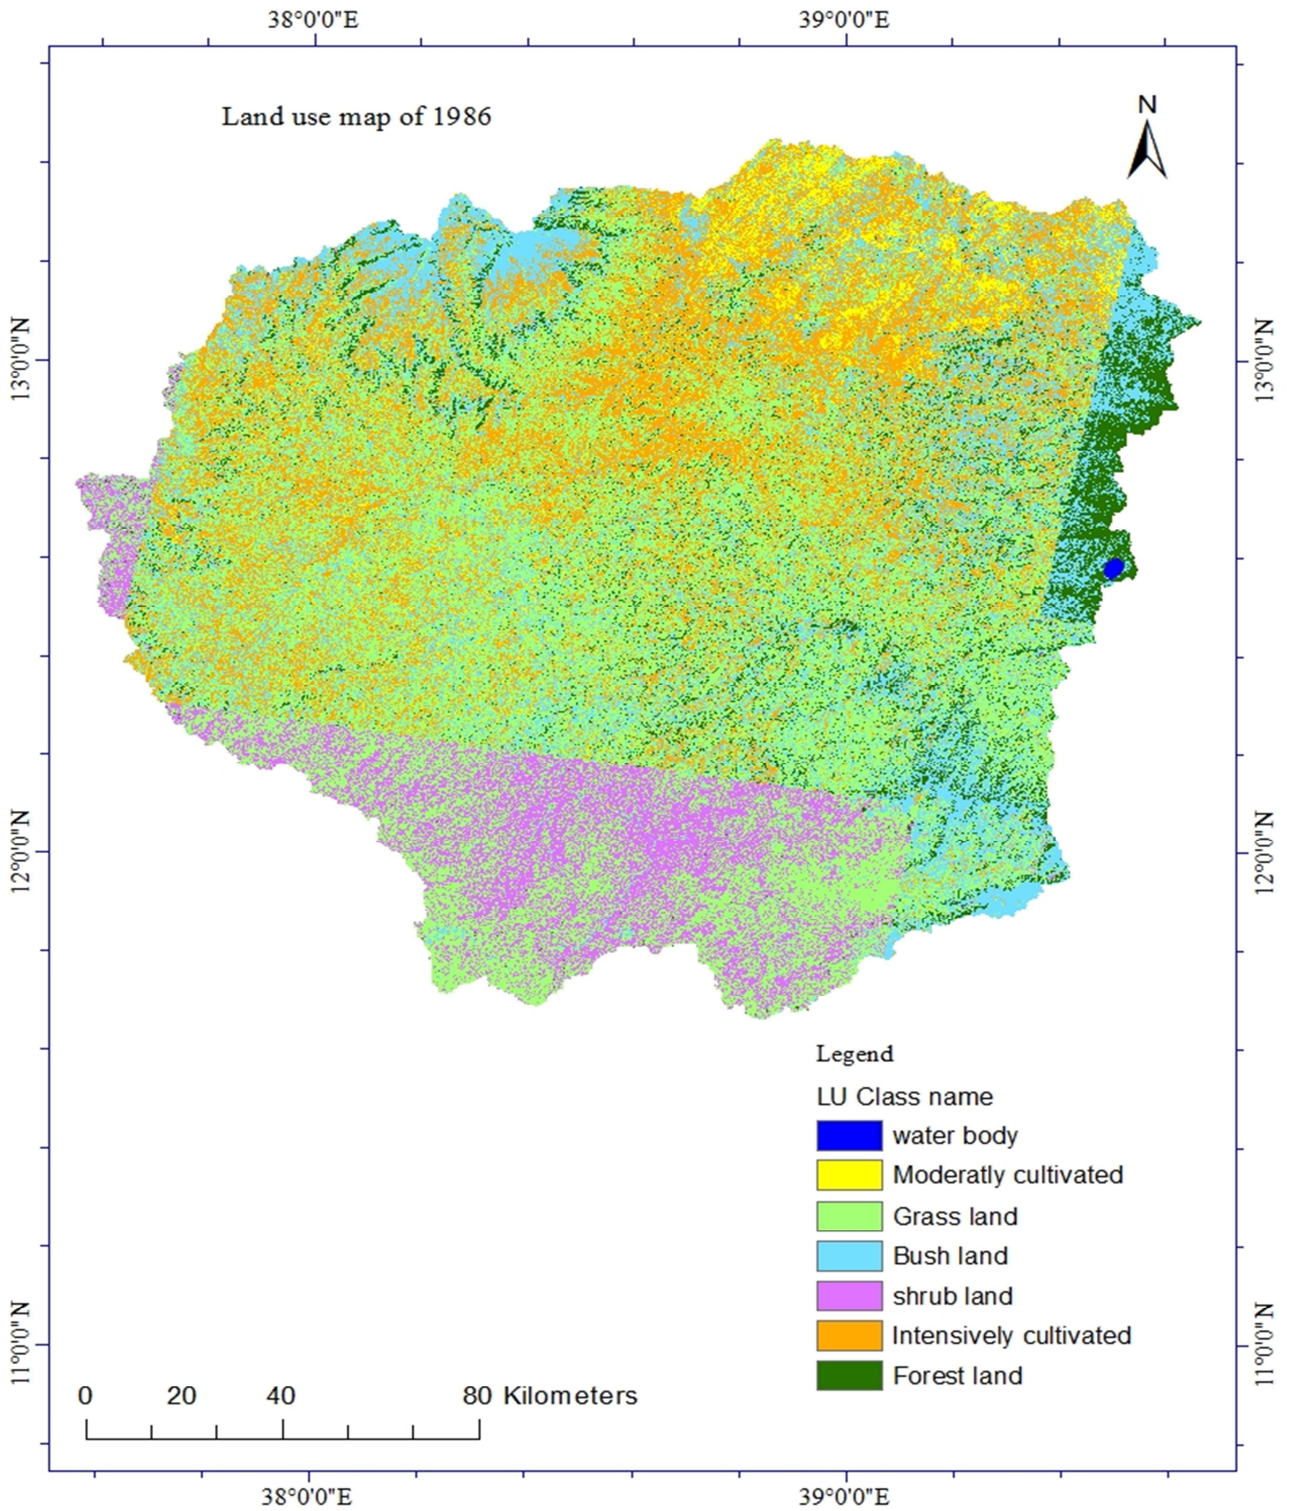 38°0'0"E 39°0'0"E
Land use map of 1986
N
13°0'0"N 13°0'0"N
12°0'0"N 12°0'0"N
Legend
LU Class name
water body
Moderatly cultivated
Grass land
Bush land
shrub land
Intensively cultivated
Forest land
11°0'0"N 11°0'0"N
0 20 40 80 Kilometers
38°0'0"E 39°0'0"E